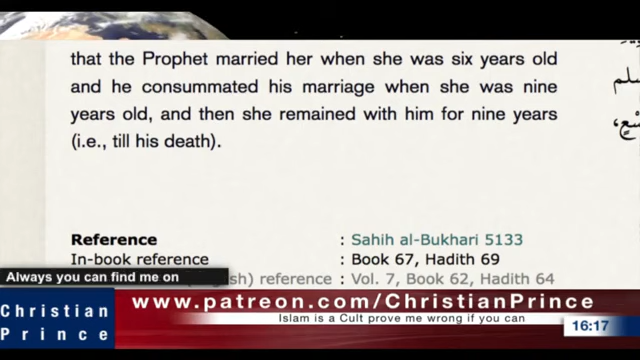 that the Prophet married her when she was six years old
and he consummated his marriage when she was nine
years old, and then she remained with him for nine years
(i.e., till his death).
Reference : Sahih al-Bukhari 5133
In-book reference : Book 67, Hadith 69
reference : Vol. 7, Book 62, Hadith 64
Always you can find me on
www.patreon.com/ChristianPrince
Christian Prince
Islam is a Cult prove me wrong if you can
16:17